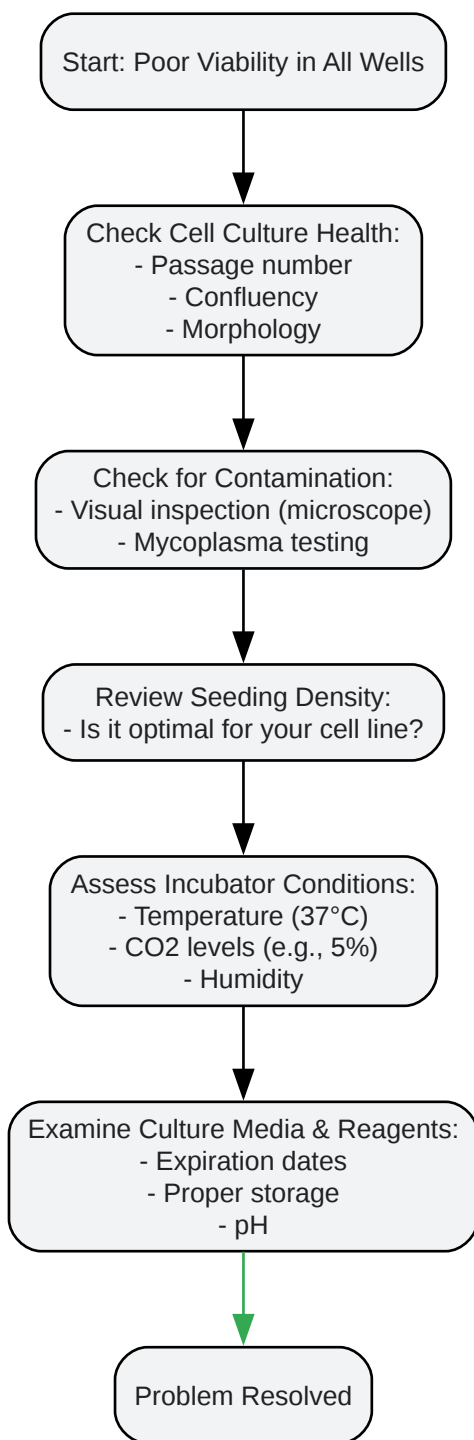 Start: Poor Viability in All Wells
Check Cell Culture Health:
- Passage number
- Confluency
- Morphology
Check for Contamination:
- Visual inspection (microscope)
- Mycoplasma testing
Review Seeding Density:
- Is it optimal for your cell line?
Assess Incubator Conditions:
- Temperature (37°C)
- CO2 levels (e.g., 5%)
- Humidity
Examine Culture Media & Reagents:
- Expiration dates
- Proper storage
- pH
Problem Resolved